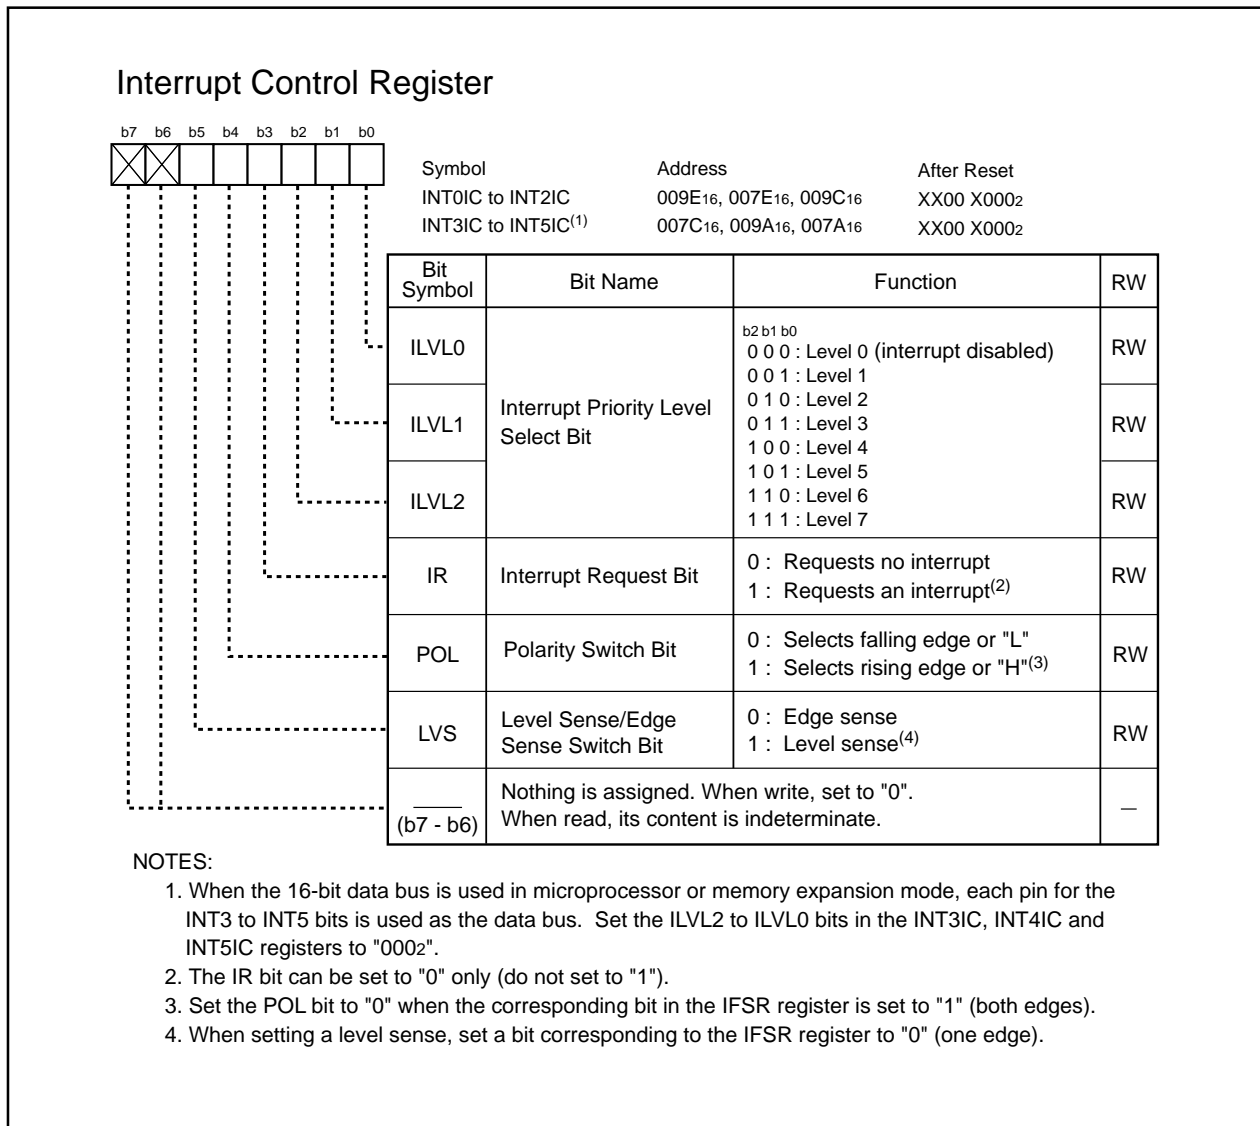 Interrupt Control Register
b7 b6 b5 b4 b3 b2 b1 b0
Symbol Address After Reset
INT0IC to INT2IC 009E16, 007E16, 009C16 XX00 X0002
INT3IC to INT5IC(1) 007C16, 009A16, 007A16 XX00 X0002
Bit Symbol Bit Name Function RW
ILVL0 RW
ILVL1 RW
ILVL2 RW
Interrupt Priority Level
Select Bit
b2 b1 b0
0 0 0 : Level 0 (interrupt disabled)
0 0 1 : Level 1
0 1 0 : Level 2
0 1 1 : Level 3
1 0 0 : Level 4
1 0 1 : Level 5
1 1 0 : Level 6
1 1 1 : Level 7
IR Interrupt Request Bit RW
0 : Requests no interrupt
1 : Requests an interrupt(2)
POL Polarity Switch Bit RW
0 : Selects falling edge or "L"
1 : Selects rising edge or "H"(3)
LVS RW
Level Sense/Edge
Sense Switch Bit
0 : Edge sense
1 : Level sense(4)
(b7 - b6) —
Nothing is assigned. When write, set to "0".
When read, its content is indeterminate.
NOTES:
1. When the 16-bit data bus is used in microprocessor or memory expansion mode, each pin for the
INT3 to INT5 bits is used as the data bus. Set the ILVL2 to ILVL0 bits in the INT3IC, INT4IC and
INT5IC registers to "0002".
2. The IR bit can be set to "0" only (do not set to "1").
3. Set the POL bit to "0" when the corresponding bit in the IFSR register is set to "1" (both edges).
4. When setting a level sense, set a bit corresponding to the IFSR register to "0" (one edge).